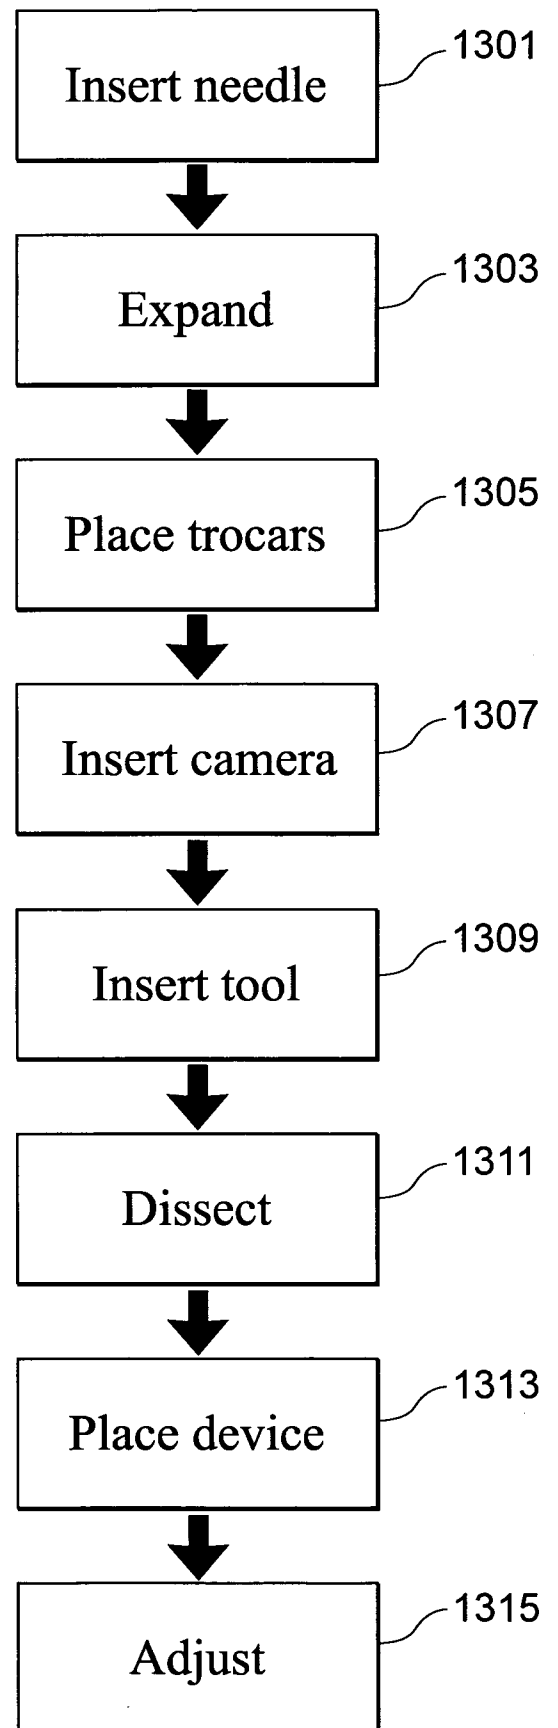 Insert needle
1301
Expand
1303
Place trocars
1305
Insert camera
1307
Insert tool
1309
Dissect
1311
Place device
1313
Adjust
1315